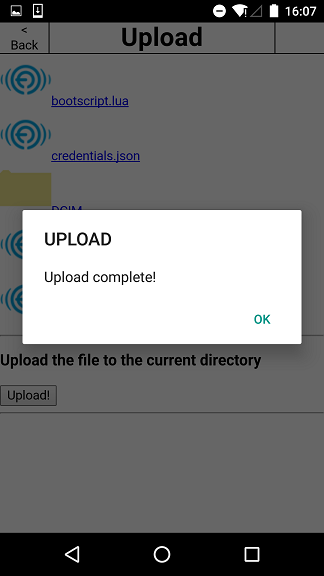 16:07
<
Back
Upload
bootscript.lua
credentials.json
DCIM
UPLOAD
Upload complete!
OK
Upload the file to the current directory
Upload!